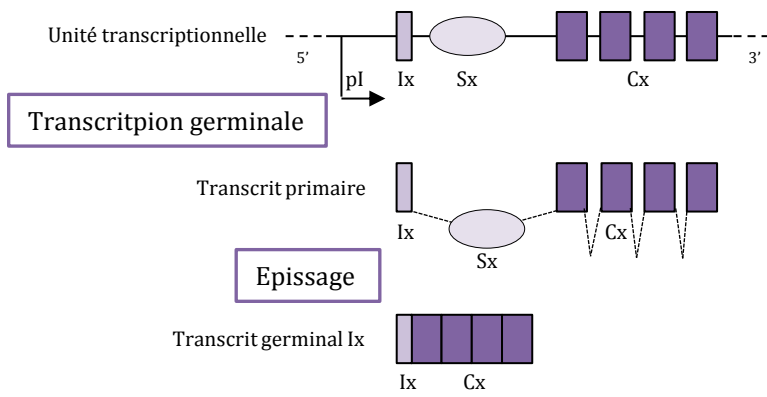 Unité transcriptionnelle
5’
3’
pI
Ix
Sx
Cx
Transcritpion germinale
Transcrit primaire
Ix
Sx
Cx
Epissage
Transcrit germinal Ix
Ix
Cx